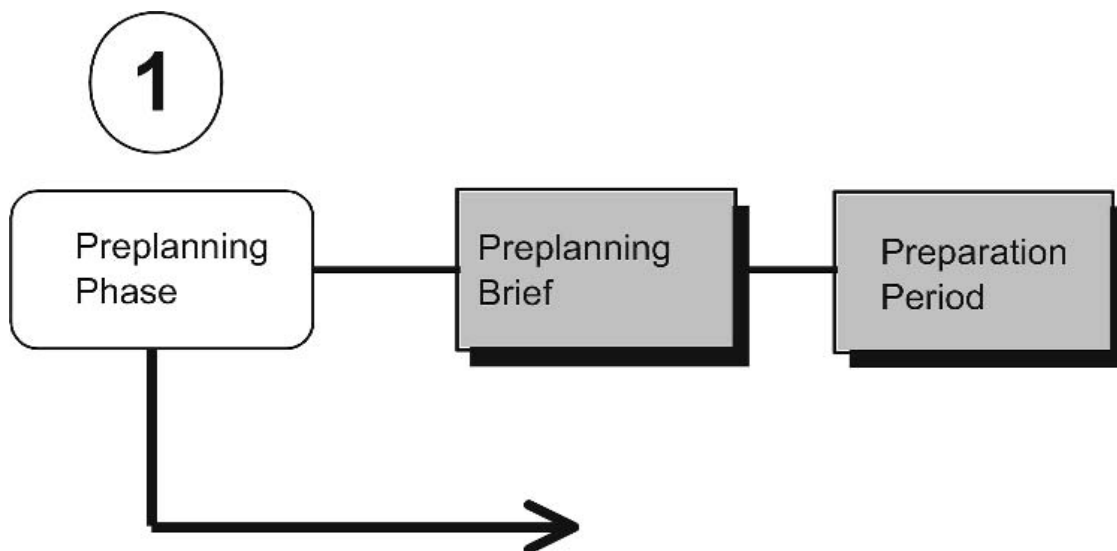 1
Preplanning
Phase
Preplanning
Brief
Preparation
Period